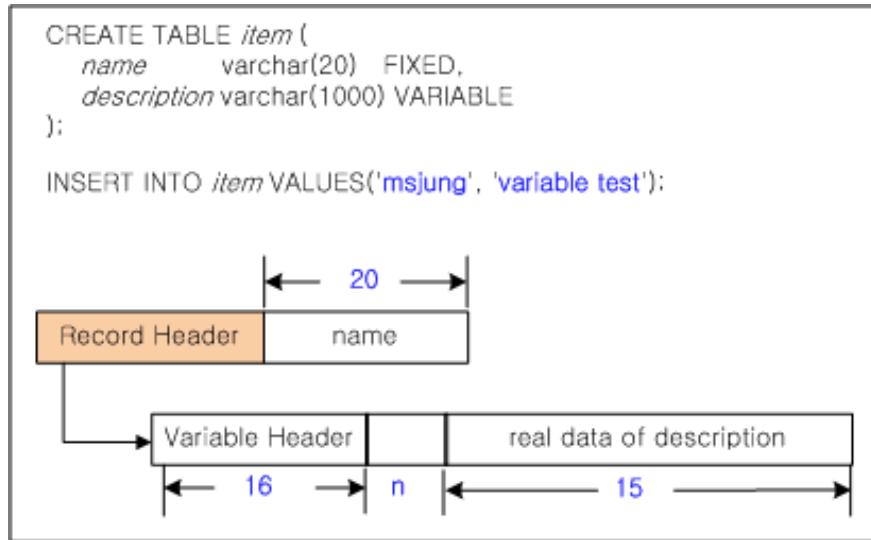 CREATE TABLE item (
name varchar(20) FIXED,
description varchar(1000) VARIABLE
);
INSERT INTO item VALUES('msjung', 'variable test');
20
Record Header name
Variable Header real data of description
16 n 15